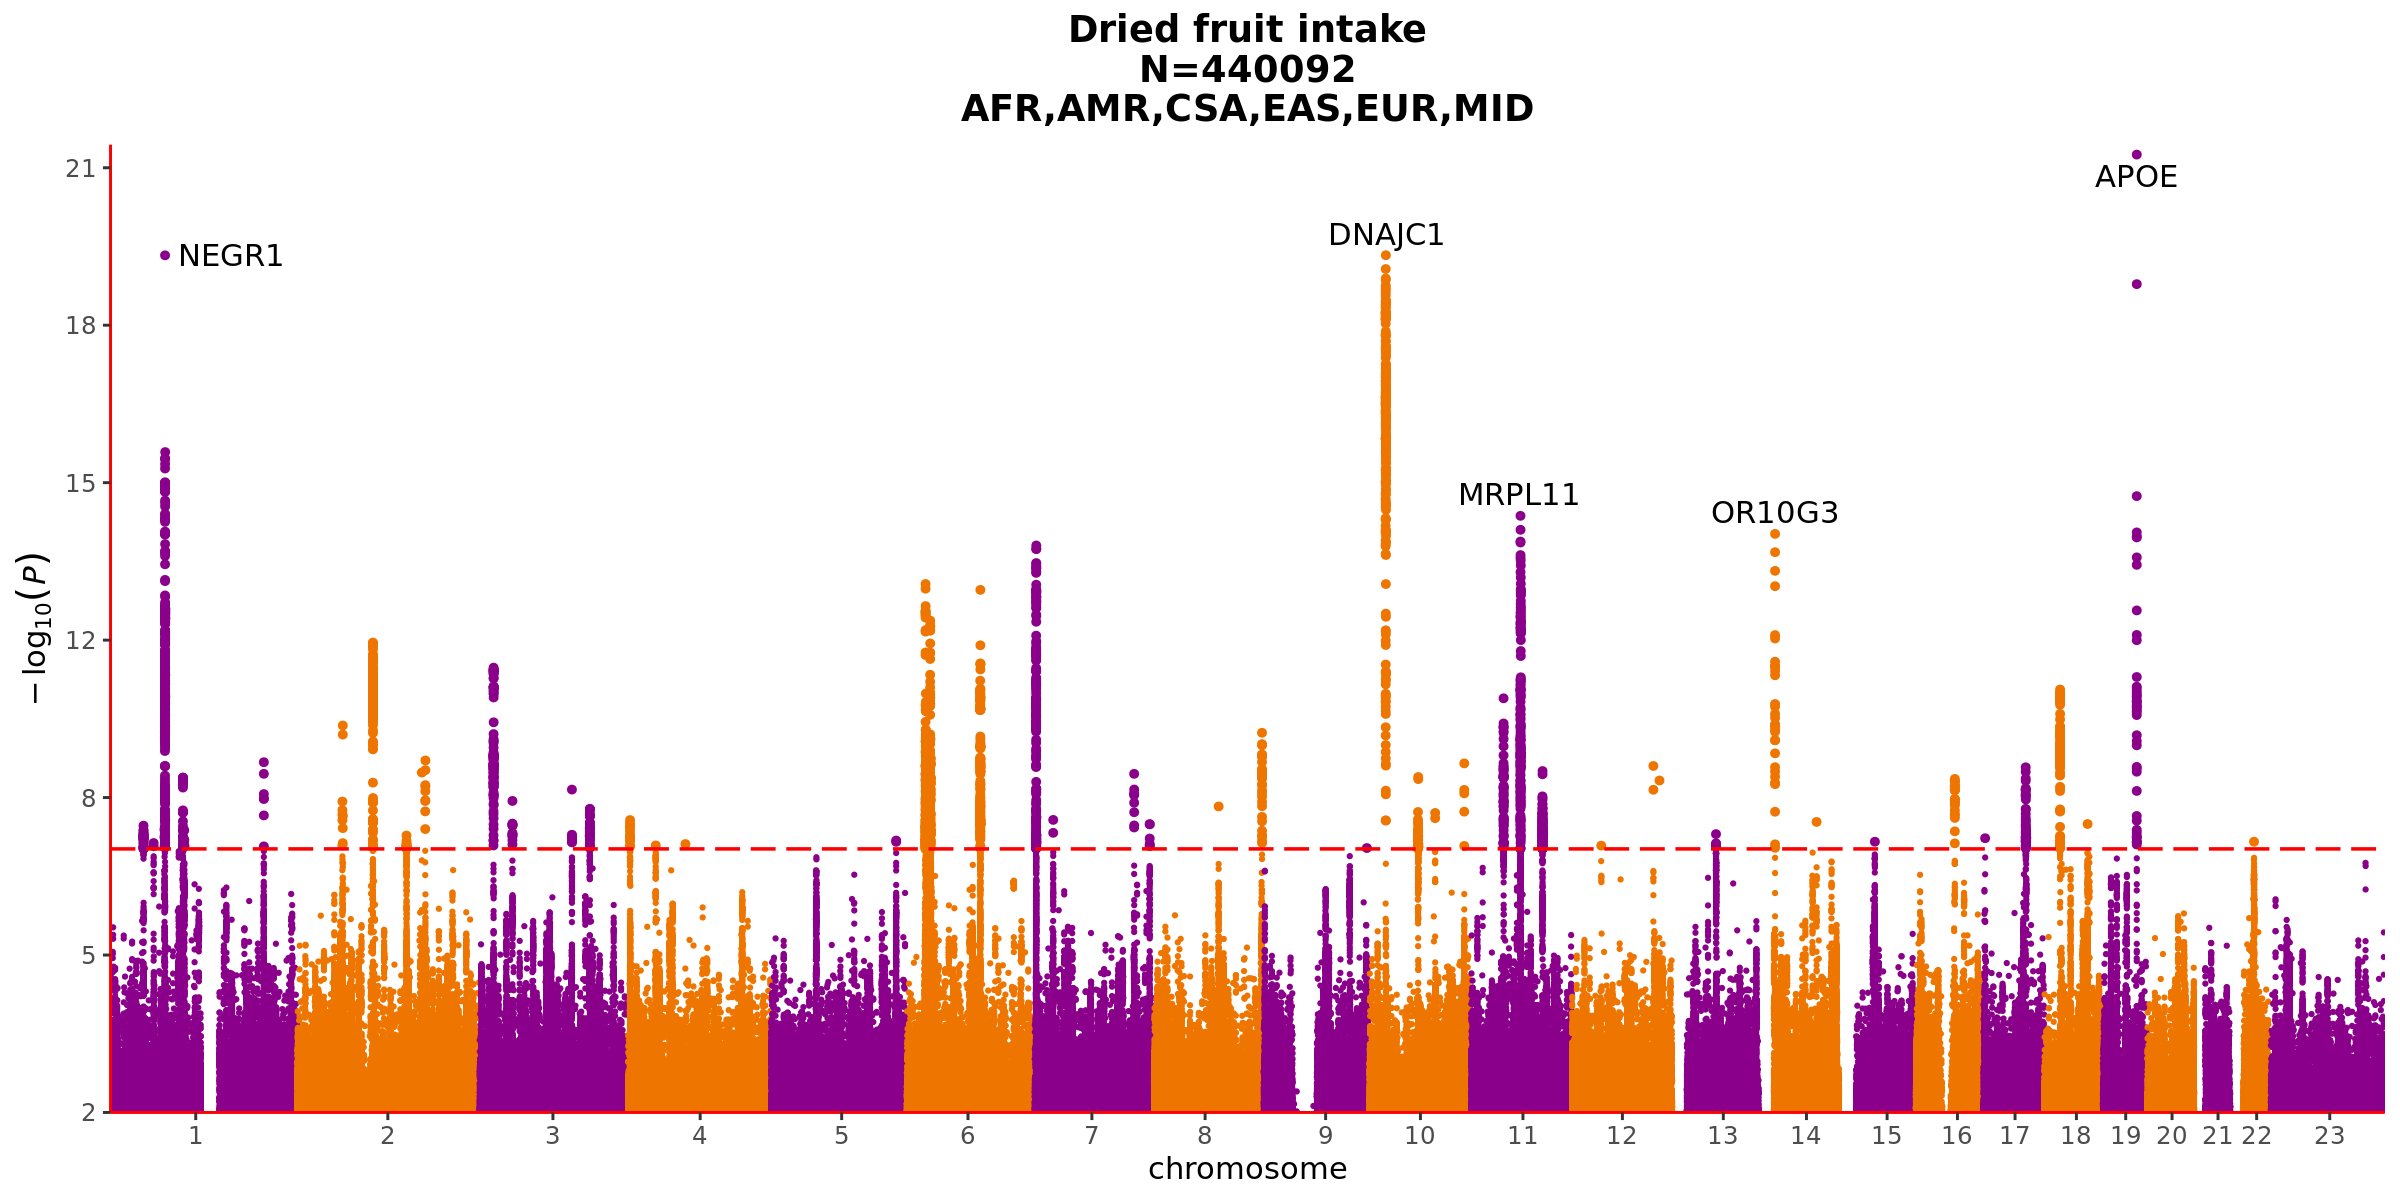 Dried fruit intake
N=440092
AFR,AMR,CSA,EAS,EUR,MID
21
APOE
DNAJC1
NEGR1
18
15
MRPL11
OR10G3
−log10(P)
12
8
5
2
1 2 3 4 5 6 7 8 9 10 11 12 13 14 15 16 17 18 19 20 21 22 23
chromosome